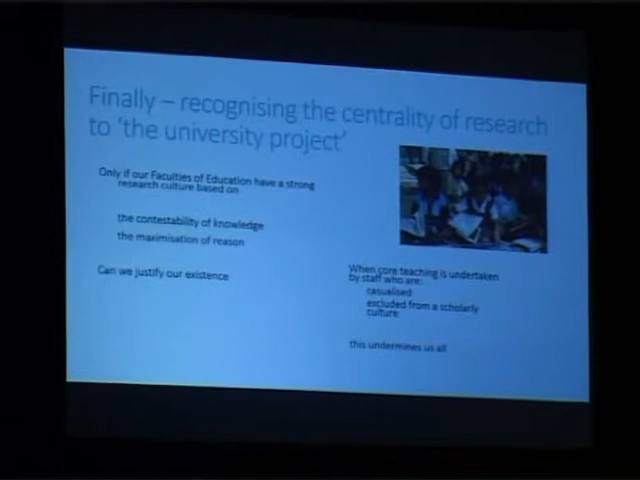 Finally – recognising the centrality of research
to 'the university project'
Only if our Faculties of Education have a strong
research culture based on
the contestability of knowledge
the maximisation of reason
Can we justify our existence
When core teaching is undertaken
by staff who are:
casualised
excluded from a scholarly
culture
this undermines us all